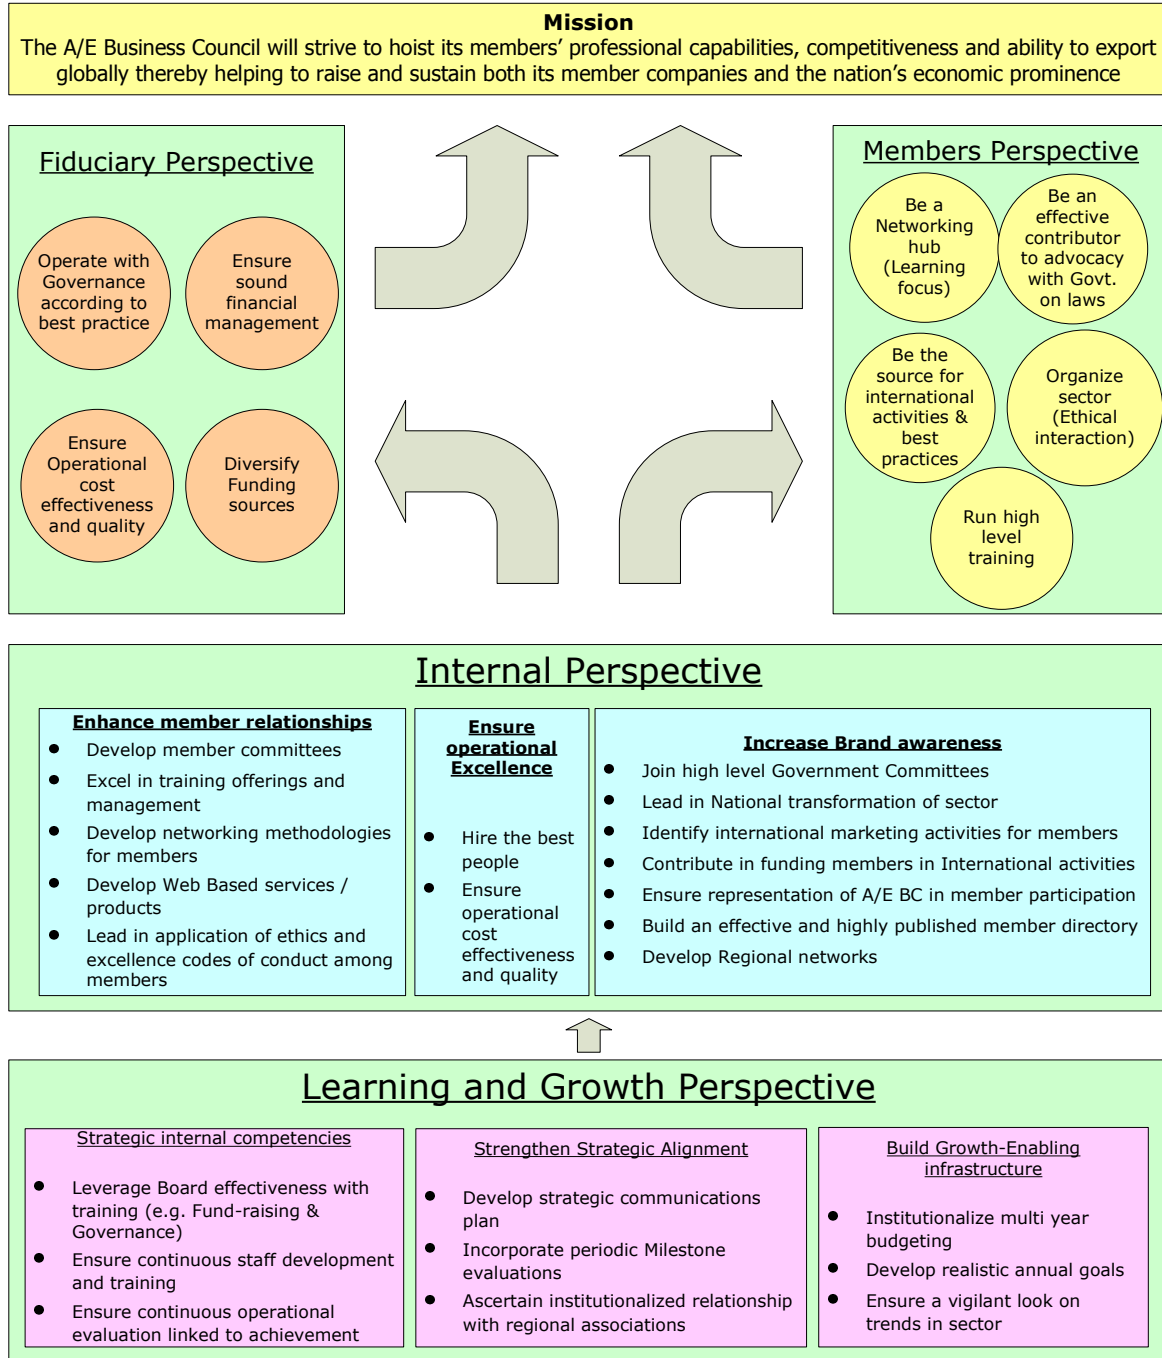 Mission
The A/E Business Council will strive to hoist its members’ professional capabilities, competitiveness and ability to export
globally thereby helping to raise and sustain both its member companies and the nation’s economic prominence
Fiduciary Perspective
Operate with
Governance
according to
best practice
Ensure
sound
financial
management
Ensure
Operational
cost
effectiveness
and quality
Diversify
Funding
sources
Members Perspective
Be a
Networking
hub
(Learning
focus)
Be an
effective
contributor
to advocacy
with Govt.
on laws
Be the
source for
international
activities &
best
practices
Organize
sector
(Ethical
interaction)
Run high
level
training
Internal Perspective
Enhance member relationships
● Develop member committees
● Excel in training offerings and
management
● Develop networking methodologies
for members
● Develop Web Based services /
products
● Lead in application of ethics and
excellence codes of conduct among
members
Ensure
operational
Excellence
● Hire the best
people
● Ensure
operational
cost
effectiveness
and quality
Increase Brand awareness
● Join high level Government Committees
● Lead in National transformation of sector
● Identify international marketing activities for members
● Contribute in funding members in International activities
● Ensure representation of A/E BC in member participation
● Build an effective and highly published member directory
● Develop Regional networks
Learning and Growth Perspective
Strategic internal competencies
● Leverage Board effectiveness with
training (e.g. Fund-raising &
Governance)
● Ensure continuous staff development
and training
● Ensure continuous operational
evaluation linked to achievement
Strengthen Strategic Alignment
● Develop strategic communications
plan
● Incorporate periodic Milestone
evaluations
● Ascertain institutionalized relationship
with regional associations
Build Growth-Enabling
infrastructure
● Institutionalize multi year
budgeting
● Develop realistic annual goals
● Ensure a vigilant look on
trends in sector